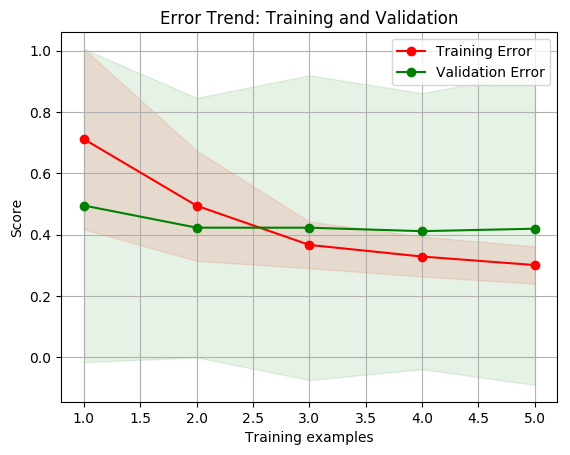 Error Trend: Training and Validation
Training Error
Validation Error
Score
1.0
0.8
0.6
0.4
0.2
0.0
1.0 1.5 2.0 2.5 3.0 3.5 4.0 4.5 5.0
Training examples